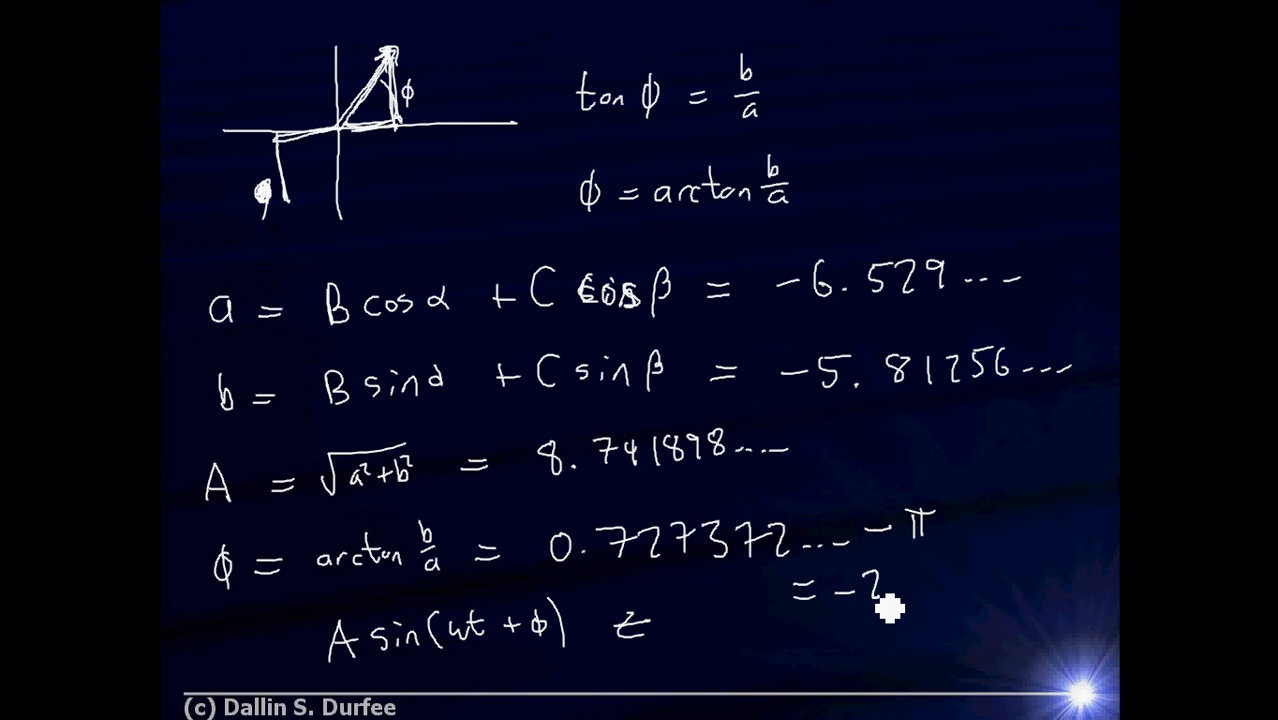 ϕ
tan ϕ = b/a
ϕ = arctan b/a
a = B cos α + C cos β = -6.529...
b = B sin α + C sin β = -5.81256...
A = √(a²+b²) = 8.741898...
ϕ = arctan b/a = 0.727372... - π
= -2
A sin(ωt + ϕ)
(c) Dallin S. Durfee